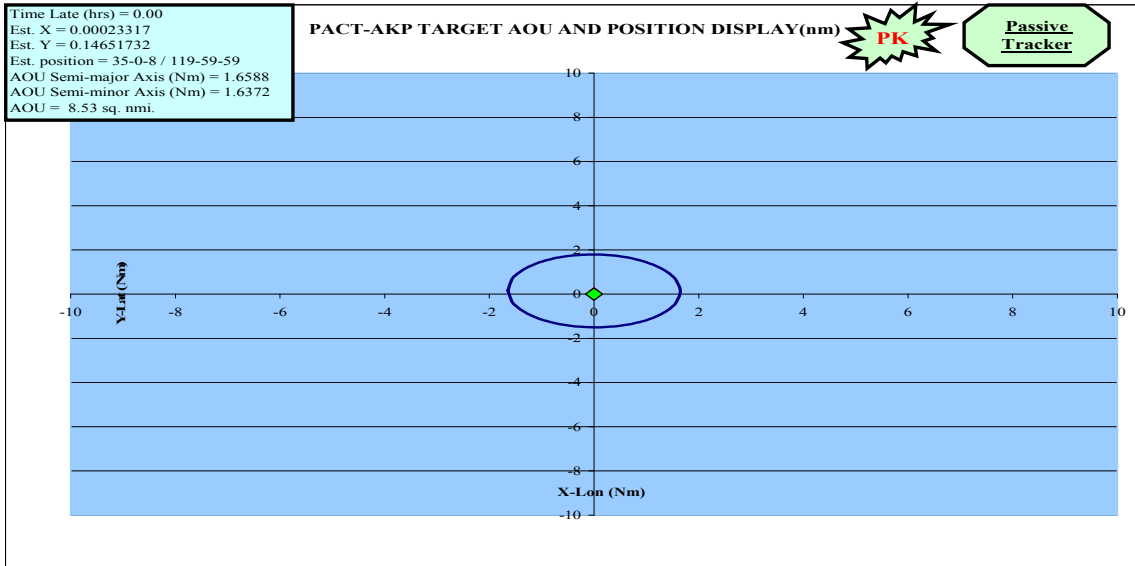 Time Late (hrs) = 0.00
Est. X = 0.00023317
Est. Y = 0.14651732
Est. position = 35-0-8 / 119-59-59
AOU Semi-major Axis (Nm) = 1.6588
AOU Semi-minor Axis (Nm) = 1.6372
AOU =  8.53 sq. nmi.
PACT-AKP TARGET AOU AND POSITION DISPLAY(nm)
PK
Passive
Tracker
10
8
6
4
2
0
-2
-4
-6
-8
-10
Y-Lat (Nm)
-10 -8 -6 -4 -2 0 2 4 6 8 10
X-Lon (Nm)